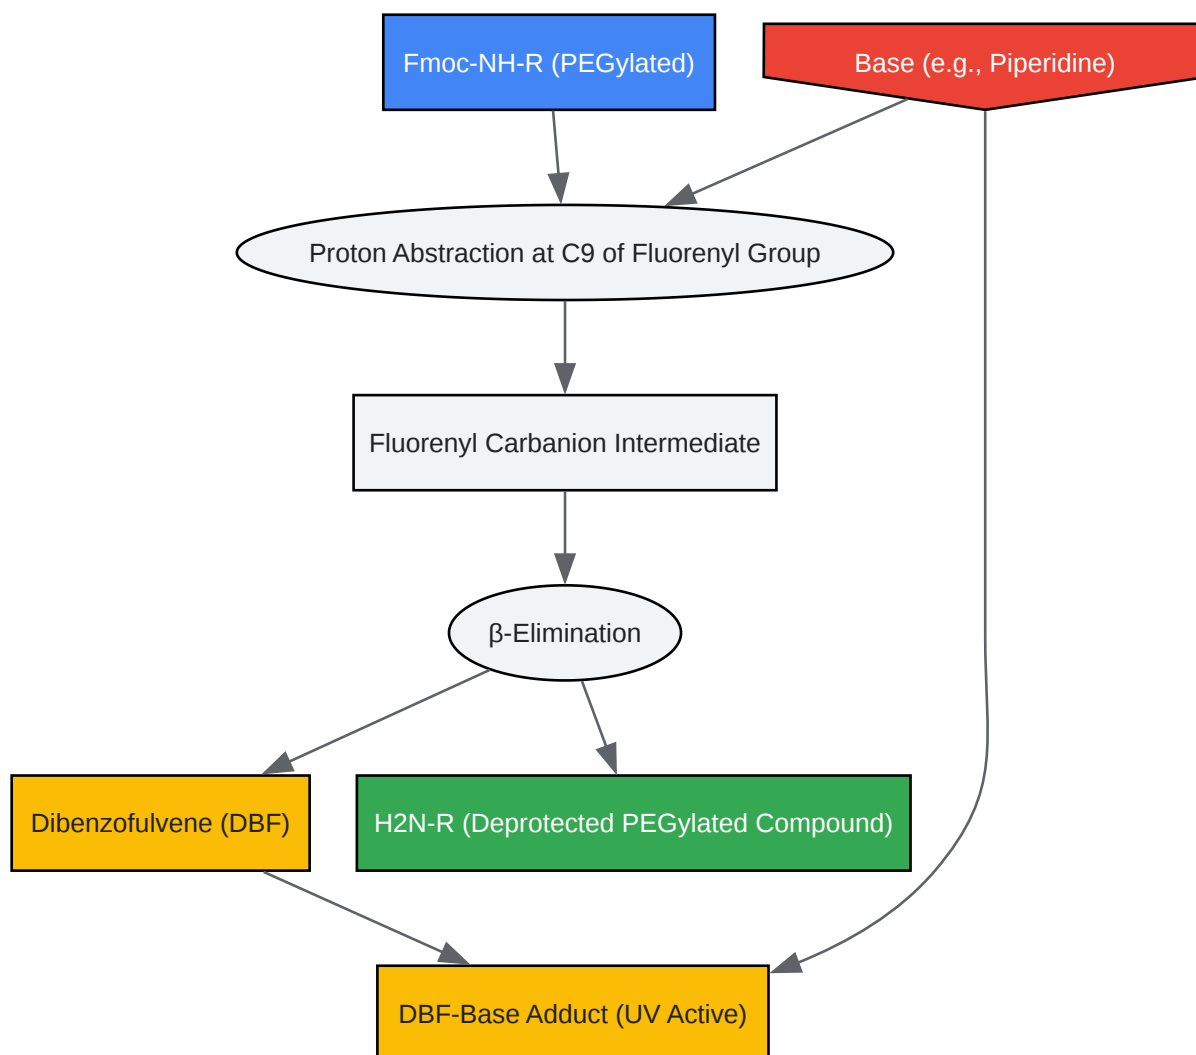 Fmoc-NH-R (PEGylated)
Base (e.g., Piperidine)
Proton Abstraction at C9 of Fluorenyl Group
Fluorenyl Carbanion Intermediate
β-Elimination
Dibenzofulvene (DBF)
H2N-R (Deprotected PEGylated Compound)
DBF-Base Adduct (UV Active)